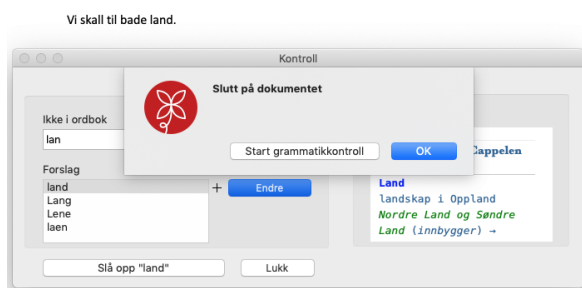 Vi skall til bade land.
Kontroll
Slutt på dokumentet
Start grammatikkontroll
OK
Ikke i ordbok
lan
Forslag
land
Lang
Lene
laen
+
Endre
Slå opp "land"
Lukk
Cappelen
Land
landskap i Oppland
Nordre Land og Søndre
Land (innbygger) →